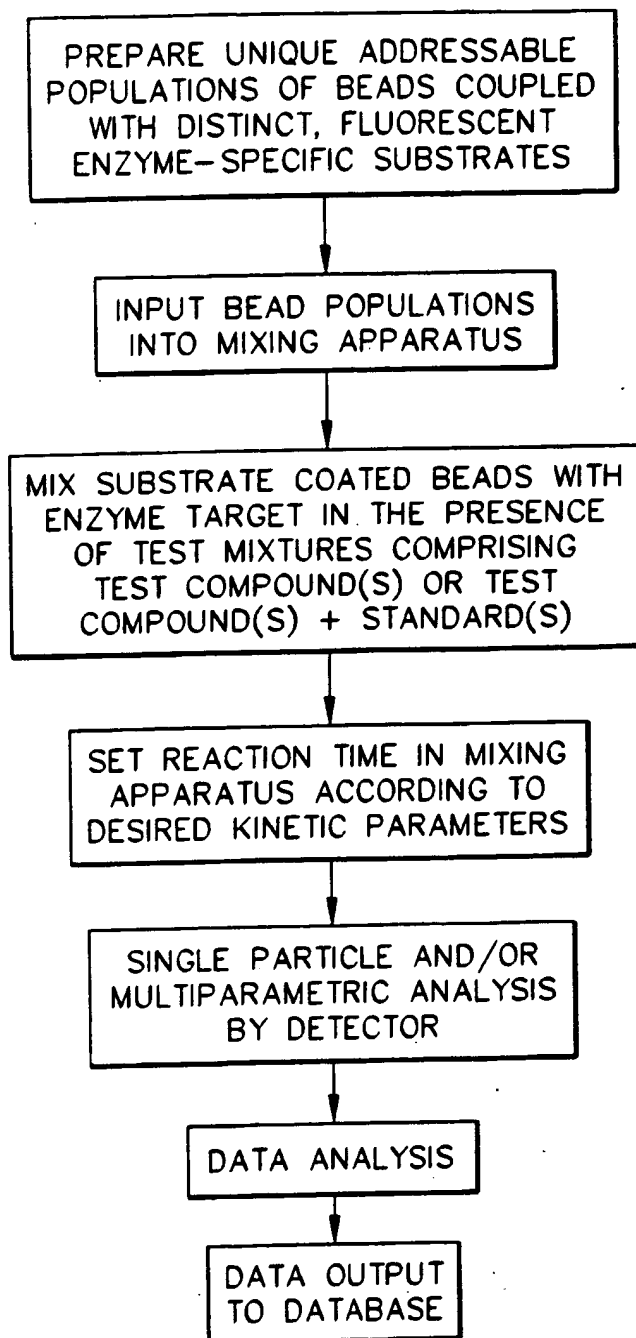 PREPARE UNIQUE ADDRESSABLE
POPULATIONS OF BEADS COUPLED
WITH DISTINCT, FLUORESCENT
ENZYME-SPECIFIC SUBSTRATES
INPUT BEAD POPULATIONS
INTO MIXING APPARATUS
MIX SUBSTRATE COATED BEADS WITH
ENZYME TARGET IN THE PRESENCE
OF TEST MIXTURES COMPRISING
TEST COMPOUND(S) OR TEST
COMPOUND(S) + STANDARD(S)
SET REACTION TIME IN MIXING
APPARATUS ACCORDING TO
DESIRED KINETIC PARAMETERS
SINGLE PARTICLE AND/OR
MULTIPARAMETRIC ANALYSIS
BY DETECTOR
DATA ANALYSIS
DATA OUTPUT
TO DATABASE